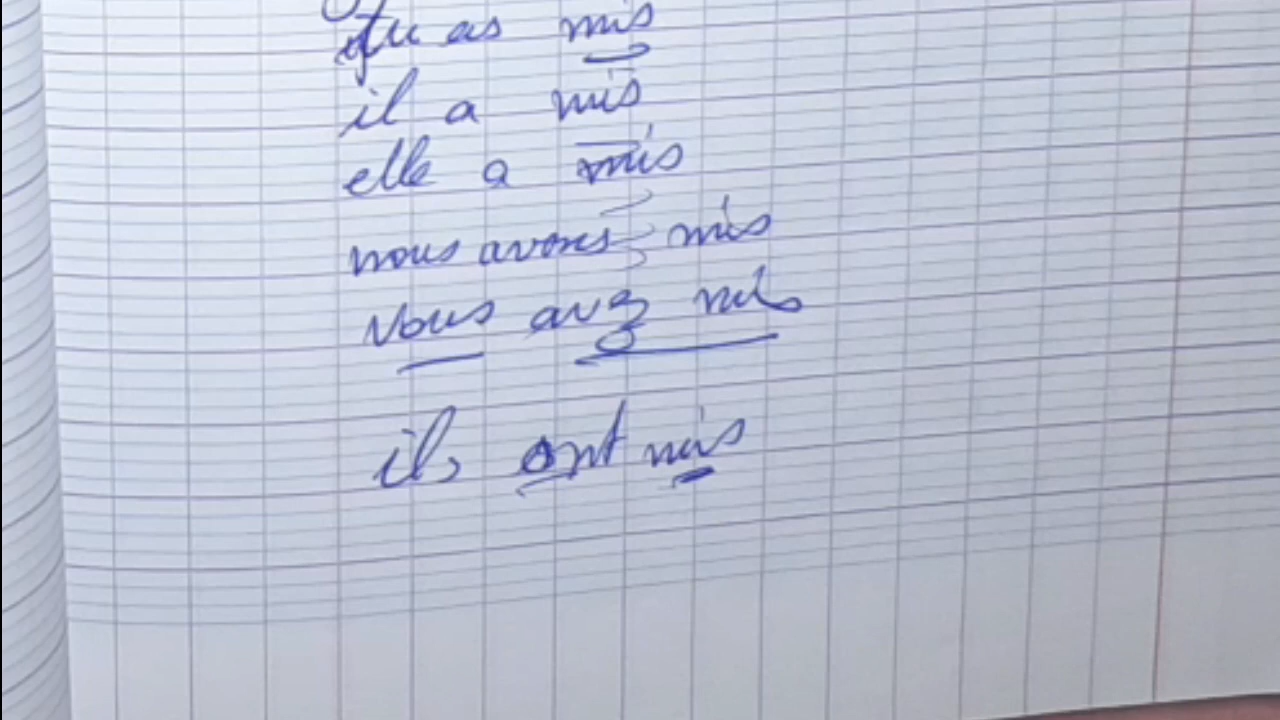 tu as mis
il a mis
elle a mis
nous avons mis
vous avez mis
ils ont mis